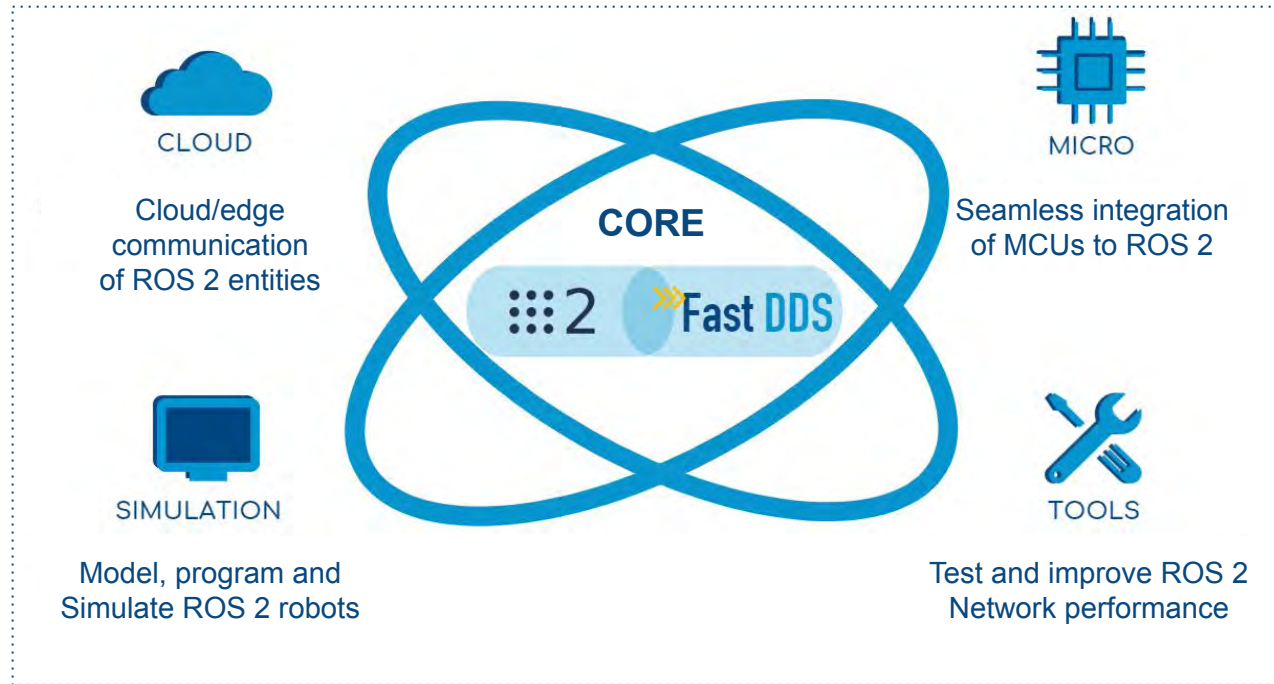 CLOUD
Cloud/edge
communication
of ROS 2 entities
MICRO
Seamless integration
of MCUs to ROS 2
CORE
2
Fast DDS
SIMULATION
Model, program and
Simulate ROS 2 robots
TOOLS
Test and improve ROS 2
Network performance